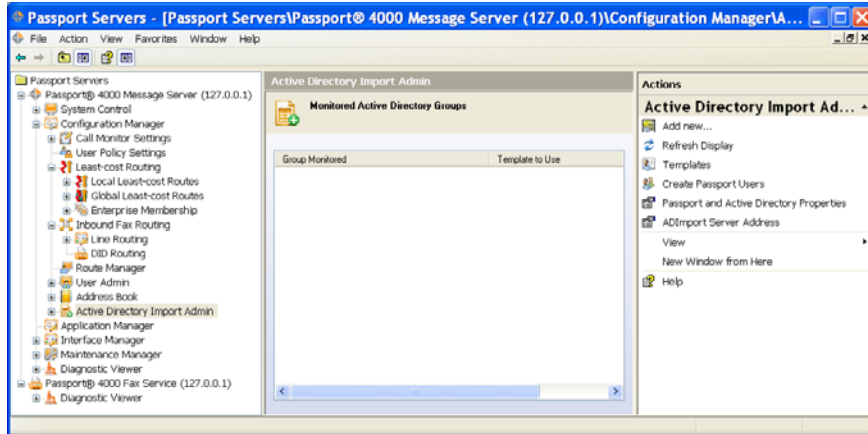 Passport Servers - [Passport Servers\Passport® 4000 Message Server (127.0.0.1)\Configuration Manager\A...
File Action View Favorites Window Help
Passport Servers
Passport® 4000 Message Server (127.0.0.1)
System Control
Configuration Manager
Call Monitor Settings
User Policy Settings
Least-cost Routing
Local Least-cost Routes
Global Least-cost Routes
Enterprise Membership
Inbound Fax Routing
Line Routing
DID Routing
Route Manager
User Admin
Address Book
Active Directory Import Admin
Application Manager
Interface Manager
Maintenance Manager
Diagnostic Viewer
Passport® 4000 Fax Service (127.0.0.1)
Diagnostic Viewer
Active Directory Import Admin
Monitored Active Directory Groups
Group Monitored Template to Use
Actions
Active Directory Import Ad...
Add new...
Refresh Display
Templates
Create Passport Users
Passport and Active Directory Properties
ADImport Server Address
View
New Window from Here
Help